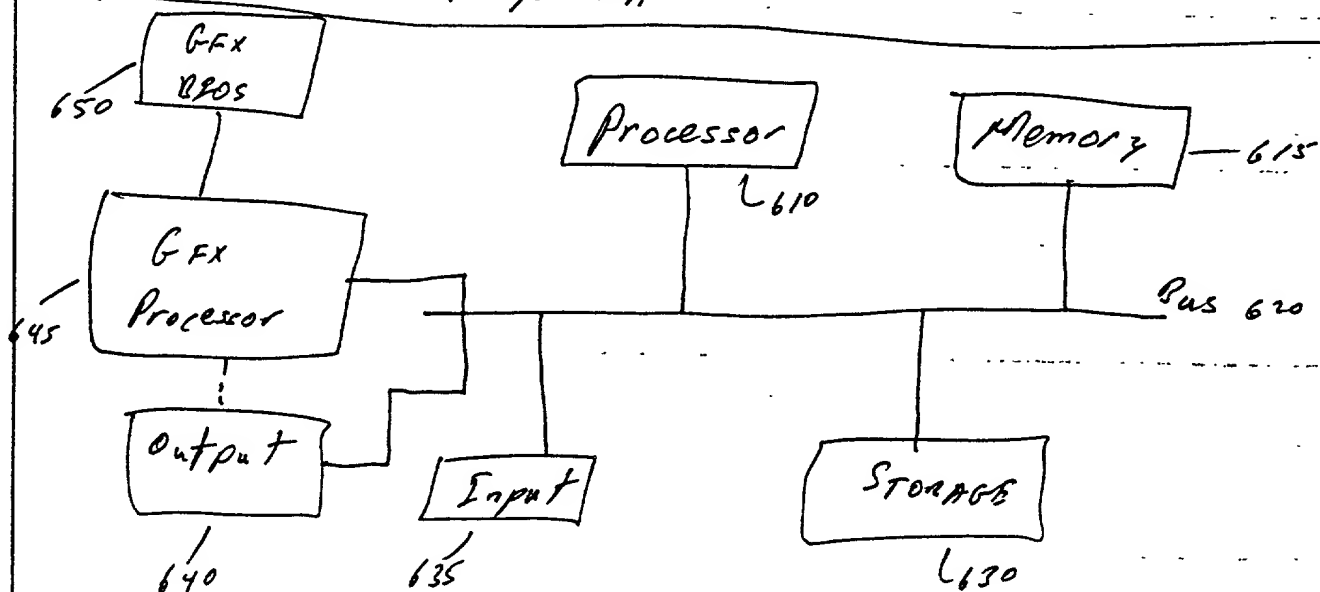 GFX
BIOS
650
Processor
610
Memory
615
GFX
Processor
645
Bus 620
Output
640
Input
635
STORAGE
630